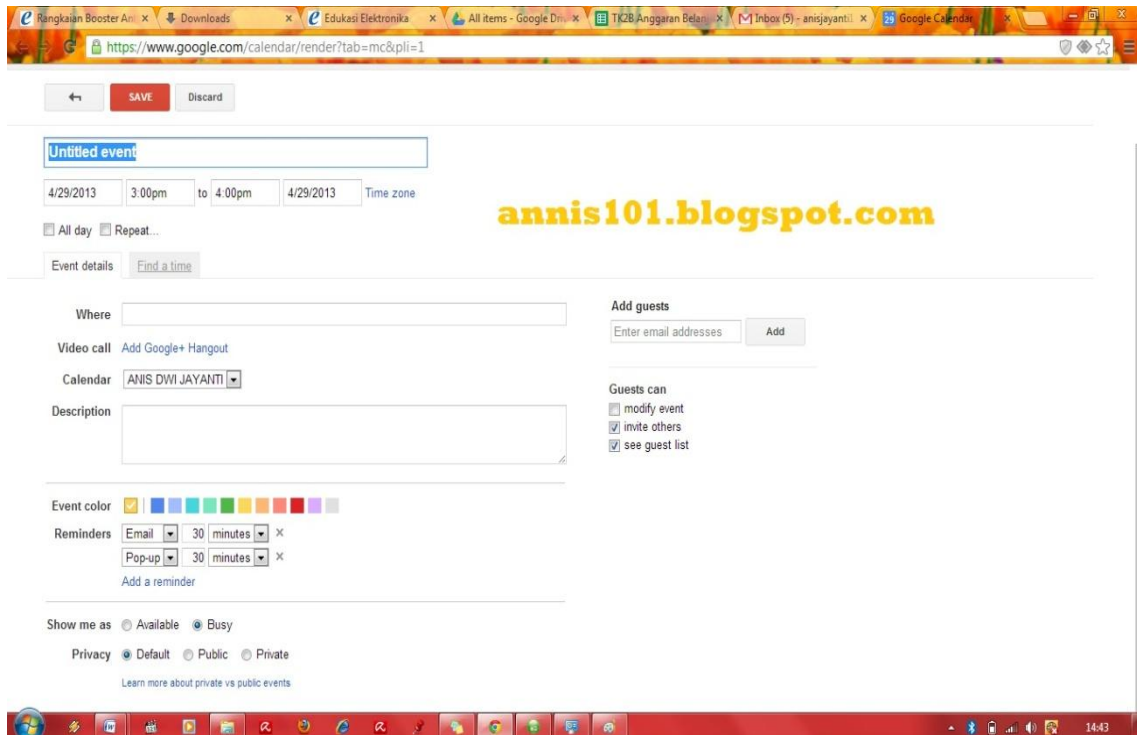 Rangkaian Booster An
Downloads
Edukasi Elektronika
All items - Google Driv
TK2B Anggaran Belanj
Inbox (5) - anisjayanti1
29 Google Calendar
https://www.google.com/calendar/render?tab=mc&pli=1
SAVE Discard
Untitled event
4/29/2013 3:00pm to 4:00pm 4/29/2013 Time zone
annis101.blogspot.com
All day Repeat...
Event details Find a time
Where
Video call Add Google+ Hangout
Calendar ANIS DWI JAYANTI
Description
Add guests
Enter email addresses Add
Guests can
modify event
invite others
see guest list
Event color
Reminders Email 30 minutes ×
Pop-up 30 minutes ×
Add a reminder
Show me as Available Busy
Privacy Default Public Private
Learn more about private vs public events
14:43